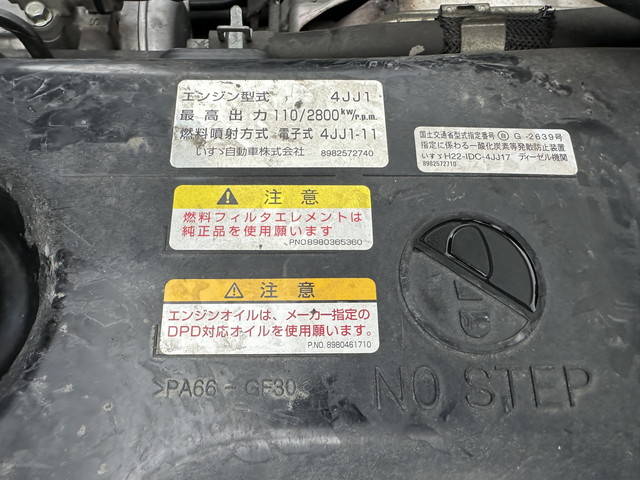 エンジン型式 4JJ1
最高出力 110/2800kW/r.p.m.
燃料噴射方式 電子式 4JJ1-11
いすゞ自動車株式会社 8982572740
国土交通省型式指定番号 Ⓑ G -2639号
指定に係わる一酸化炭素等発散防止装置
いすゞH22-IDC-4JJ17 ディーゼル機関
8982572710
注意
燃料フィルタエレメントは
純正品を使用願います
PNO.8980365360
注意
エンジンオイルは、メーカー指定の
DPD対応オイルを使用願います。
P.NO. 8980461710
>PA66-GF30<
NO STEP